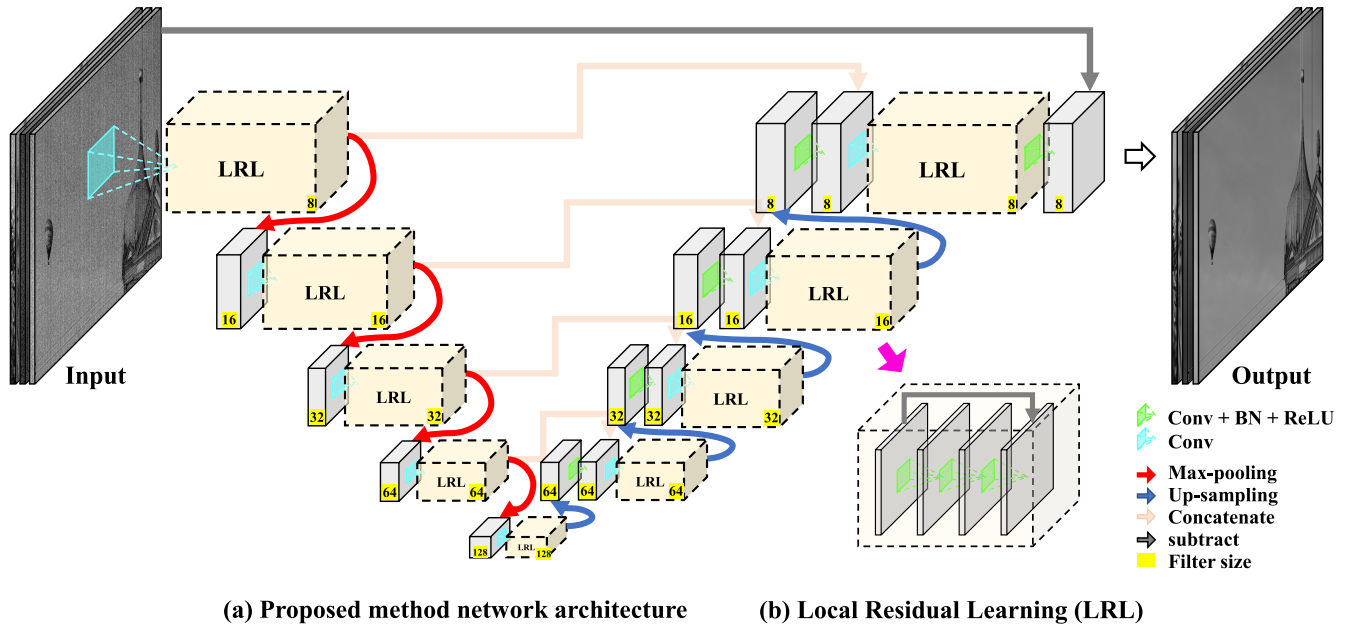 LRL
8
8
8
LRL
8
8
16
LRL
16
16
16
LRL
16
Input
32
LRL
32
32
32
LRL
32
Output
64
LRL
64
64
64
LRL
64
128
LRL
128
Conv + BN + ReLU
Conv
Max-pooling
Up-sampling
Concatenate
subtract
Filter size
(a) Proposed method network architecture
(b) Local Residual Learning (LRL)